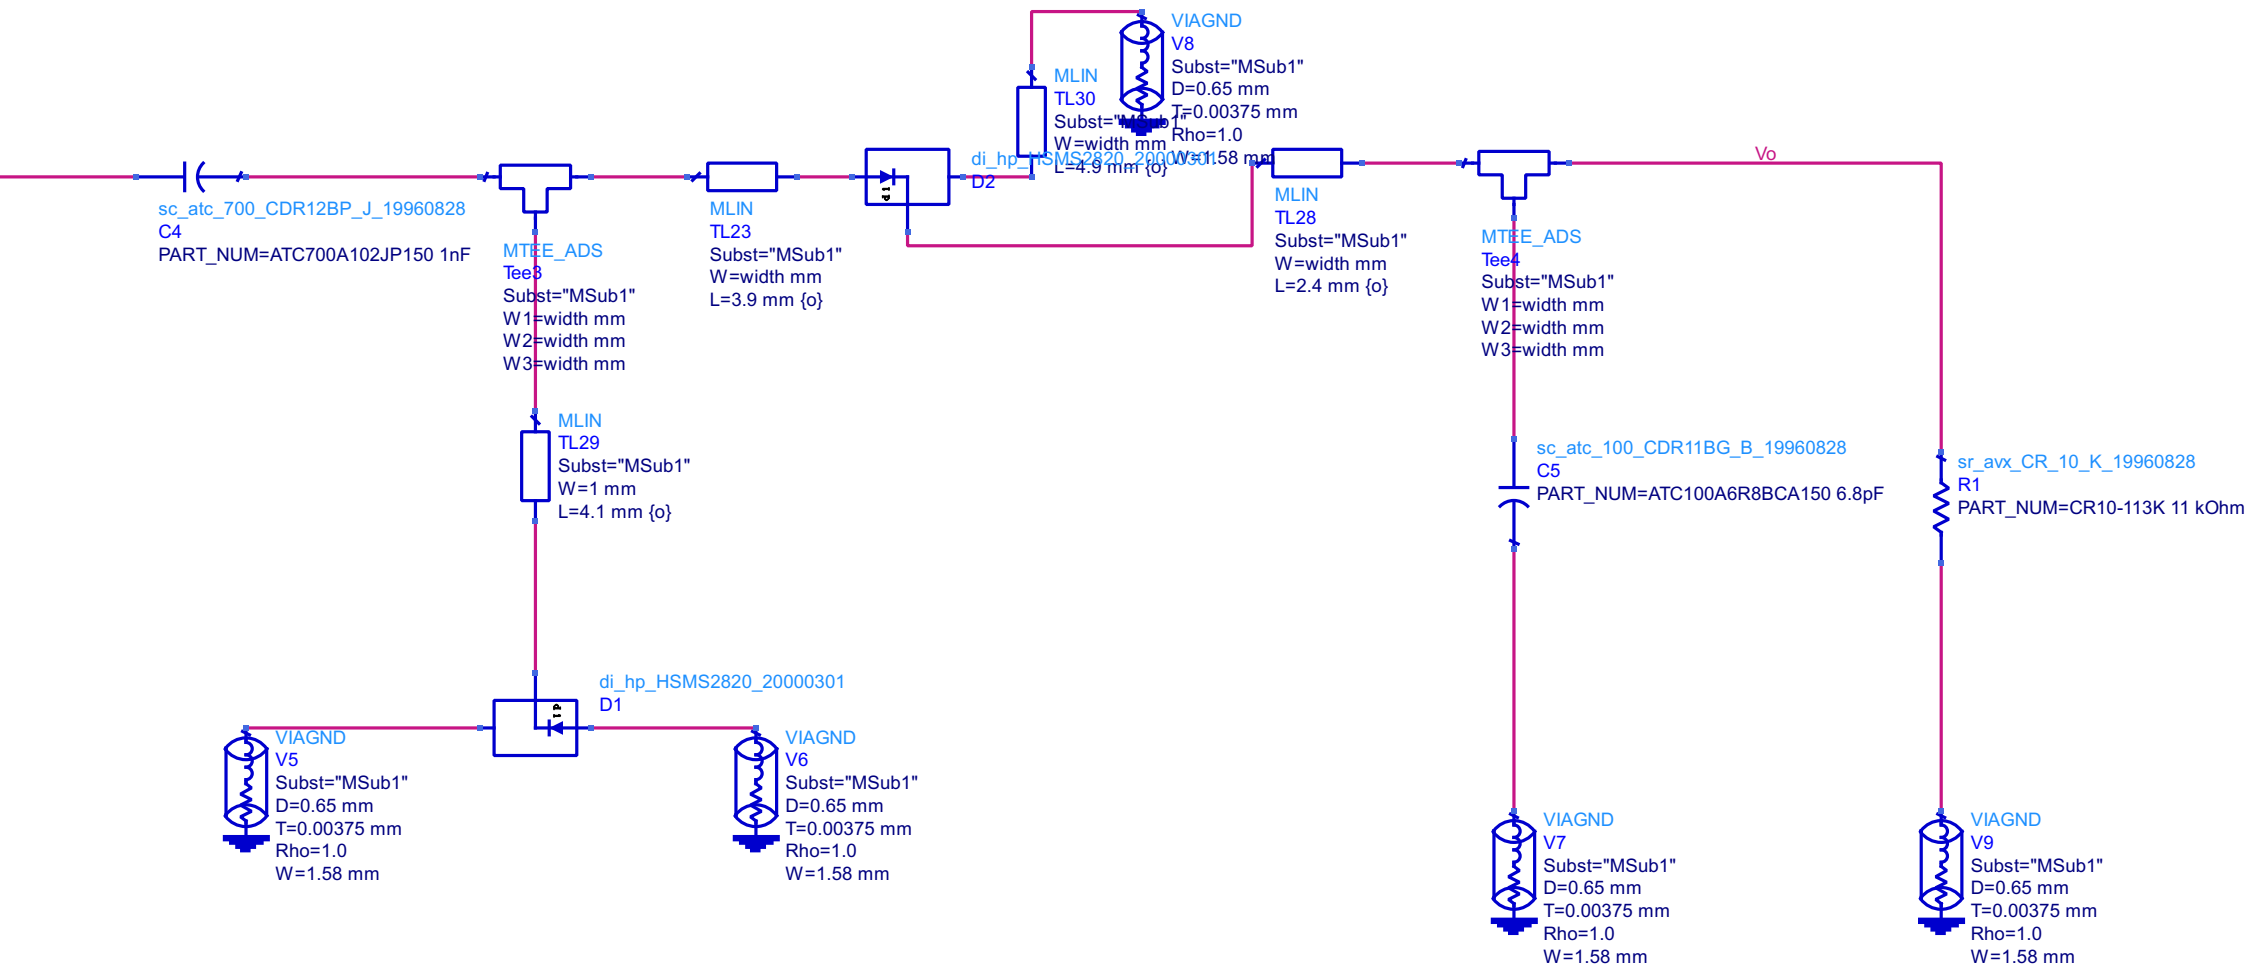 VIAGND
V8
Subst="MSub1"
D=0.65 mm
T=0.00375 mm
Rho=1.0
W=1.58 mm
MLIN
TL30
Subst="MSub1"
W=width mm
L=4.9 mm {o}
di_hp_HSMS2820_20000301
D2
d1
Vo
sc_atc_700_CDR12BP_J_19960828
C4
PART_NUM=ATC700A102JP150 1nF
MTEE_ADS
Tee3
Subst="MSub1"
W1=width mm
W2=width mm
W3=width mm
MLIN
TL23
Subst="MSub1"
W=width mm
L=3.9 mm {o}
MLIN
TL28
Subst="MSub1"
W=width mm
L=2.4 mm {o}
MTEE_ADS
Tee4
Subst="MSub1"
W1=width mm
W2=width mm
W3=width mm
MLIN
TL29
Subst="MSub1"
W=1 mm
L=4.1 mm {o}
sc_atc_100_CDR11BG_B_19960828
C5
PART_NUM=ATC100A6R8BCA150 6.8pF
sr_avx_CR_10_K_19960828
R1
PART_NUM=CR10-113K 11 kOhm
di_hp_HSMS2820_20000301
D1
d1
VIAGND
V5
Subst="MSub1"
D=0.65 mm
T=0.00375 mm
Rho=1.0
W=1.58 mm
VIAGND
V6
Subst="MSub1"
D=0.65 mm
T=0.00375 mm
Rho=1.0
W=1.58 mm
VIAGND
V7
Subst="MSub1"
D=0.65 mm
T=0.00375 mm
Rho=1.0
W=1.58 mm
VIAGND
V9
Subst="MSub1"
D=0.65 mm
T=0.00375 mm
Rho=1.0
W=1.58 mm